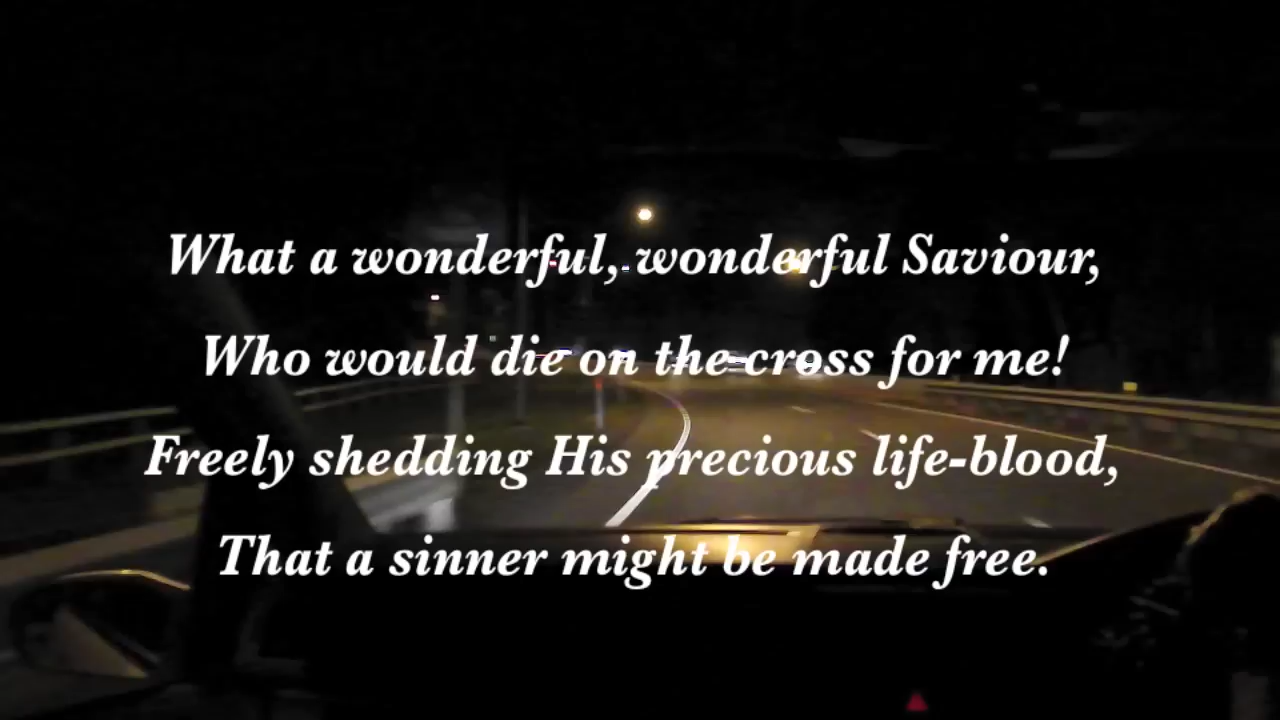 What a wonderful, wonderful Saviour,
Who would die on the cross for me!
Freely shedding His precious life-blood,
That a sinner might be made free.